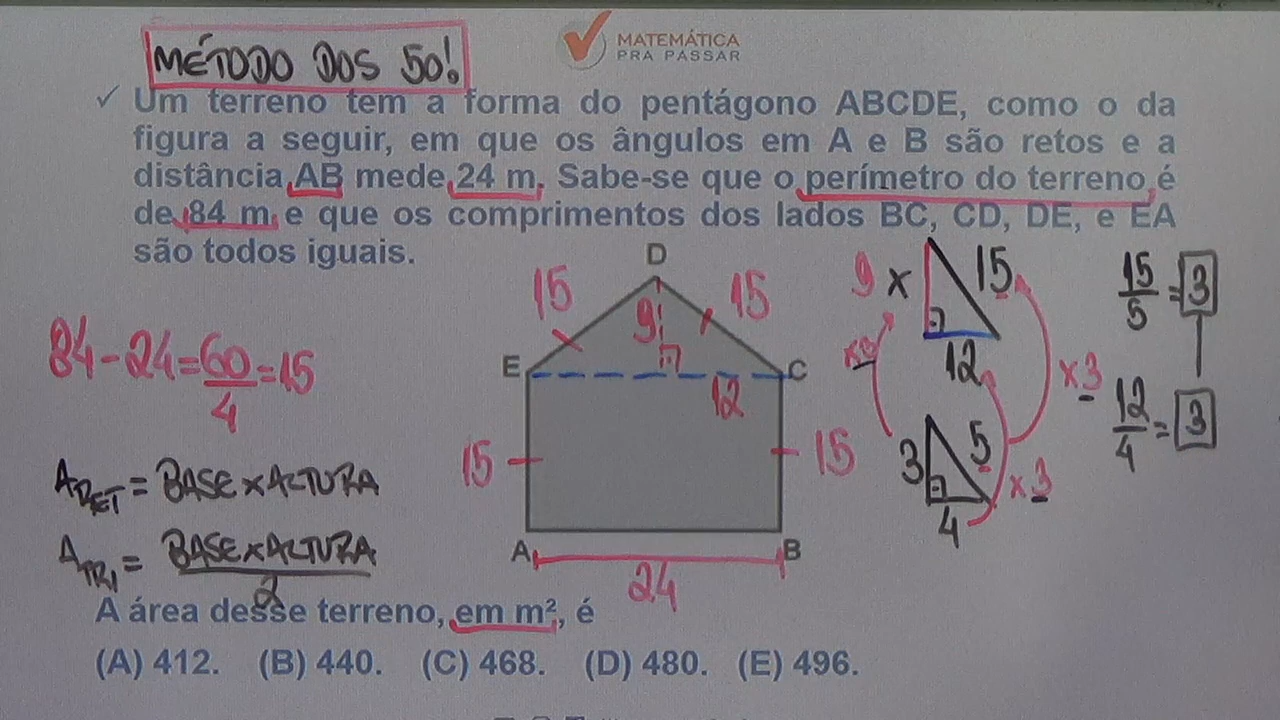 MÉTODO DOS 50!
MATEMÁTICA
PRA PASSAR
✓ Um terreno tem a forma do pentágono ABCDE, como o da
figura a seguir, em que os ângulos em A e B são retos e a
distância AB mede 24 m. Sabe-se que o perímetro do terreno é
de 84 m e que os comprimentos dos lados BC, CD, DE, e EA
são todos iguais.
D
15
15
9
E
C
12
15
15
A
B
24
84-24=60/4=15
9 x
15
12
x3
x3
3
5
4
x3
15/5=3
12/4=3
ARET = BASE x ALTURA
ATRI = BASE x ALTURA
2
A área desse terreno, em m², é
(A) 412. (B) 440. (C) 468. (D) 480. (E) 496.